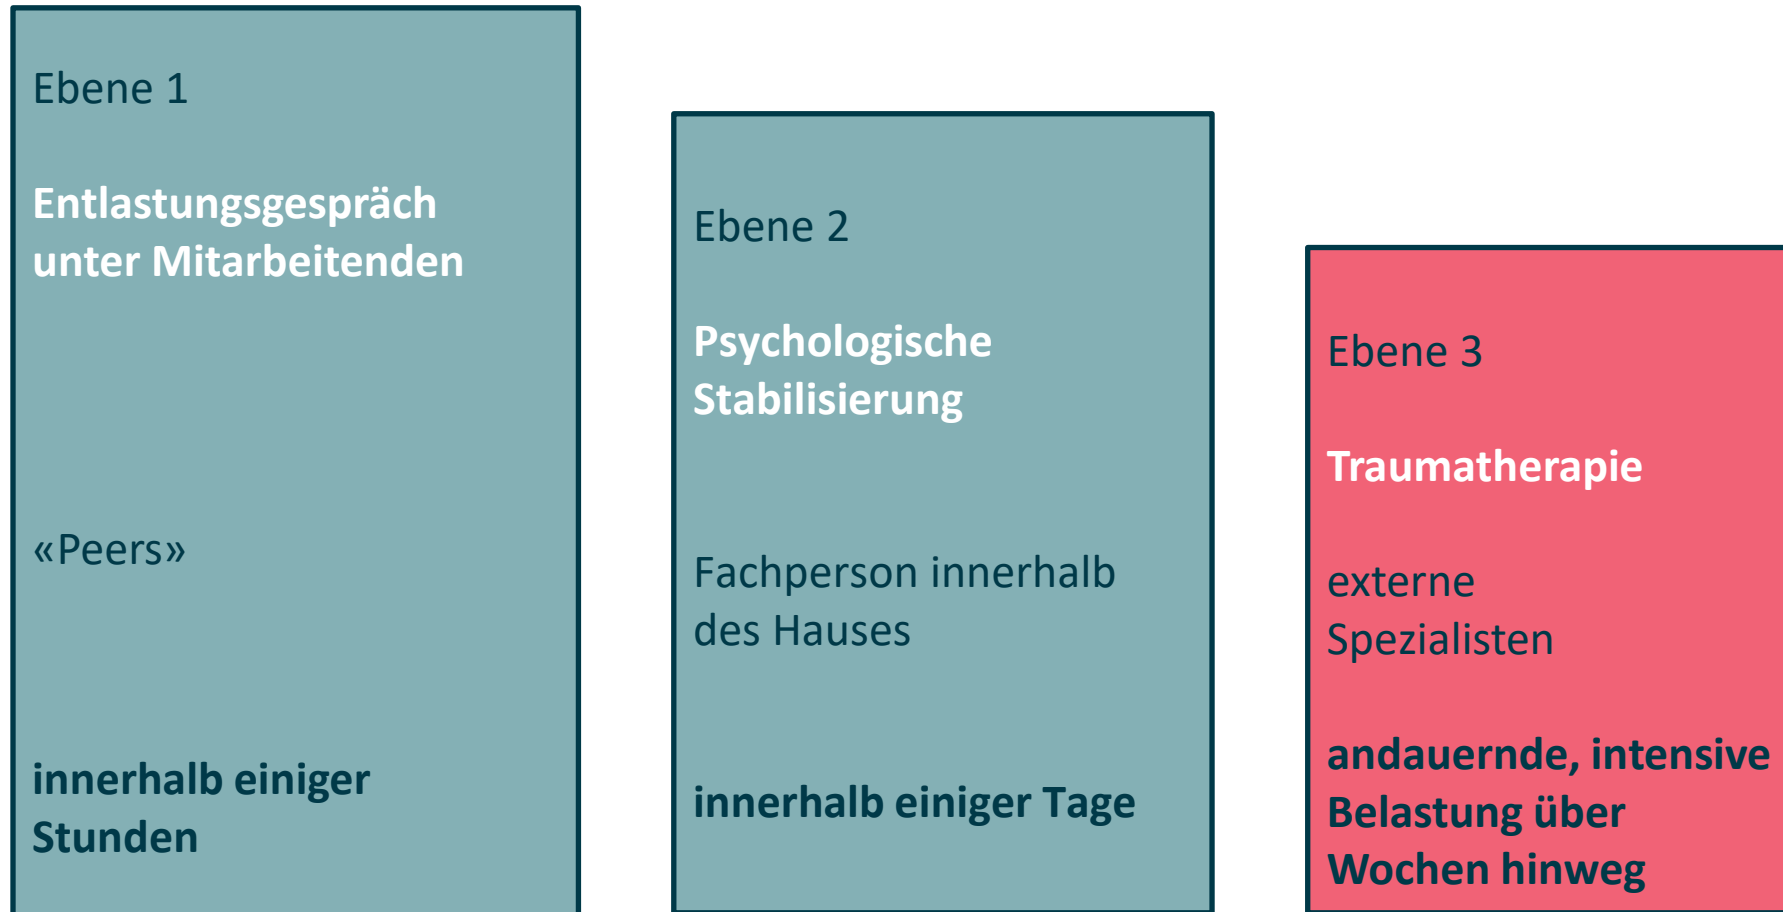 Ebene 1
Entlastungsgespräch
unter Mitarbeitenden
«Peers»
innerhalb einiger
Stunden
Ebene 2
Psychologische
Stabilisierung
Fachperson innerhalb
des Hauses
innerhalb einiger Tage
Ebene 3
Traumatherapie
externe
Spezialisten
andauernde, intensive
Belastung über
Wochen hinweg